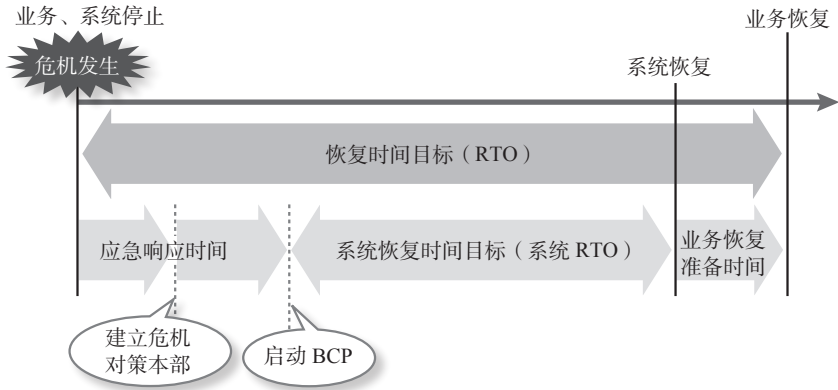 业务、系统停止
业务恢复
危机发生
系统恢复
恢复时间目标（RTO）
应急响应时间
系统恢复时间目标（系统 RTO）
业务恢复
准备时间
建立危机
对策本部
启动 BCP